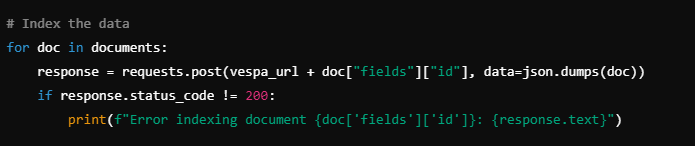 # Index the data
for doc in documents:
    response = requests.post(vespa_url + doc["fields"]["id"], data=json.dumps(doc))
    if response.status_code != 200:
        print(f"Error indexing document {doc['fields']['id']}: {response.text}")